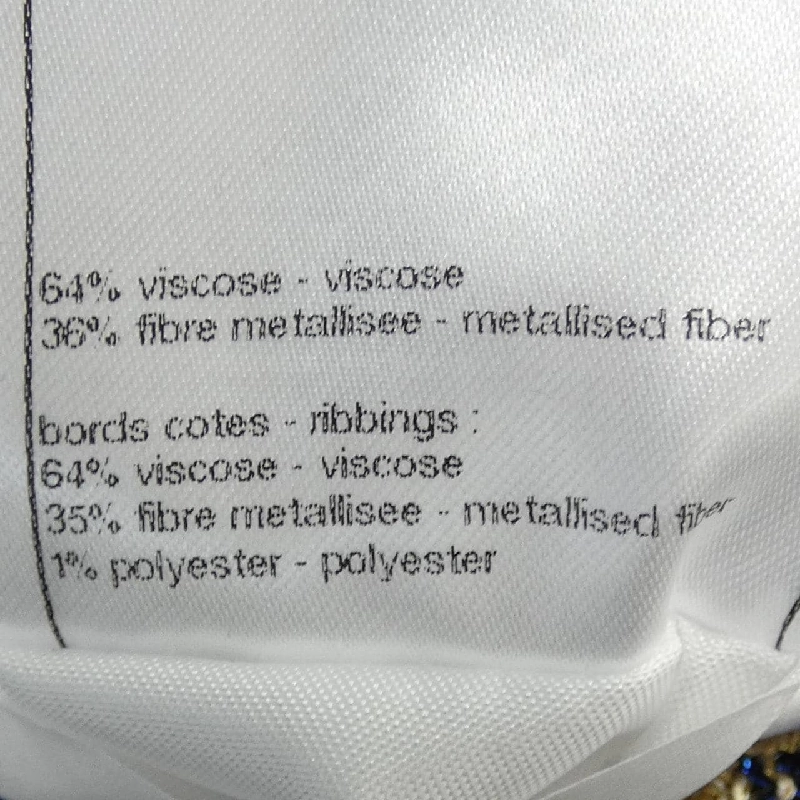 64% viscose - viscose
36% fibre metallisee - metallised fiber
bords cotes - ribbings :
64% viscose - viscose
35% fibre metallisee - metallised fiber
1% polyester - polyester